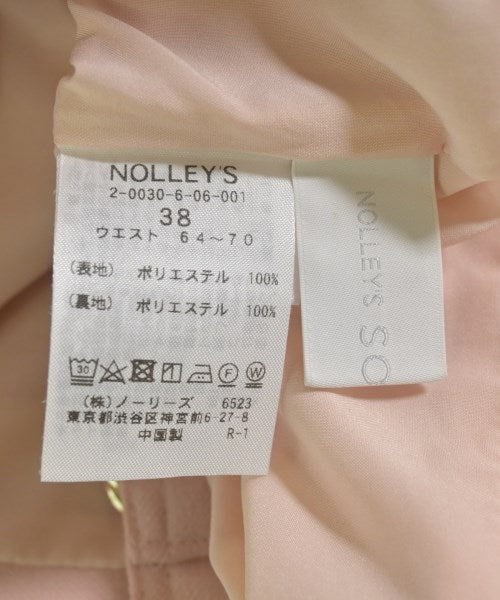 NOLLEY'S
2-0030-6-06-001
38
ウエスト 64~70
(表地) ポリエステル 100%
(裏地) ポリエステル 100%
30
F W
(株)ノーリーズ 6523
東京都渋谷区神宮前6-27-8
中国製 R-1
NOLLEY'S SO